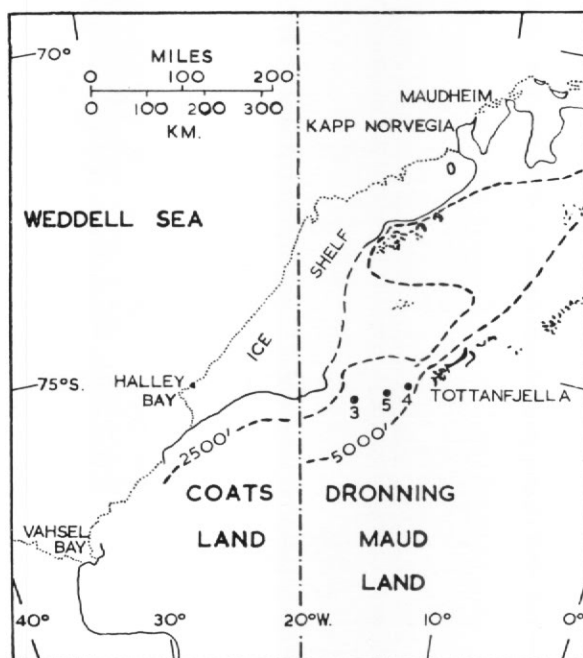 70°
MILES
0 100 200
0 100 200 300
KM.
MAUDHEIM
KAPP NORVEGIA
0
WEDDELL SEA
ICE SHELF
HALLEY BAY
75°S.
TOTTANFJELLA
3 5 4
2500'
5000'
COATS LAND
DRONNING MAUD LAND
VAHSEL BAY
40° 30° 20°W. 10° 0°